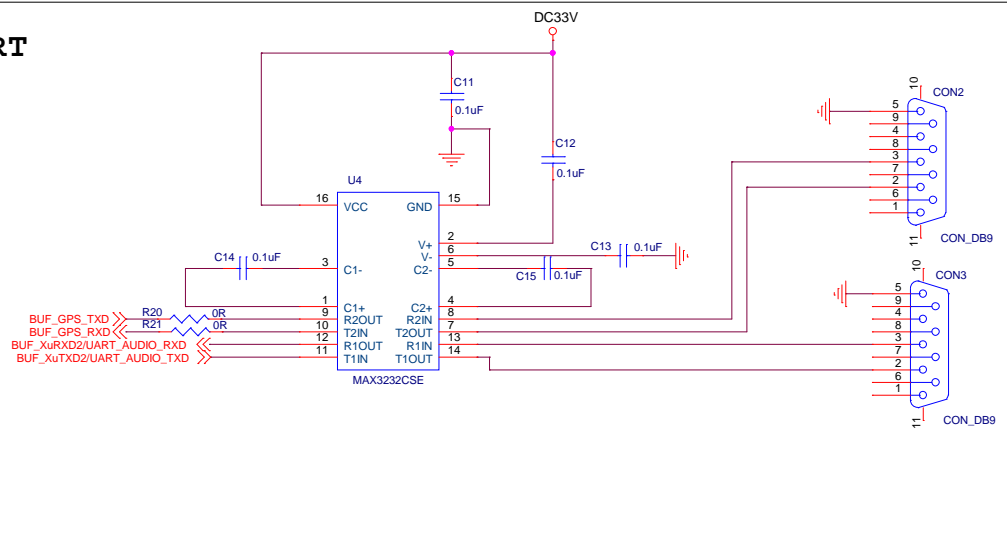 DC33V
RT
C11
0.1uF
C12
0.1uF
U4
16
VCC
GND
15
V+
2
V-
6
C2-
5
C13
0.1uF
C15
0.1uF
C14
0.1uF
3
C1-
1
C1+
C2+
4
BUF_GPS_TXD
R20
0R
9
R2OUT
R2IN
8
BUF_GPS_RXD
R21
0R
10
T2IN
T2OUT
7
BUF_XuRXD2/UART_AUDIO_RXD
12
R1OUT
R1IN
13
BUF_XuTXD2/UART_AUDIO_TXD
11
T1IN
T1OUT
14
MAX3232CSE
10
CON2
5
9
4
8
3
7
2
6
1
11
CON_DB9
10
CON3
5
9
4
8
3
7
2
6
1
11
CON_DB9